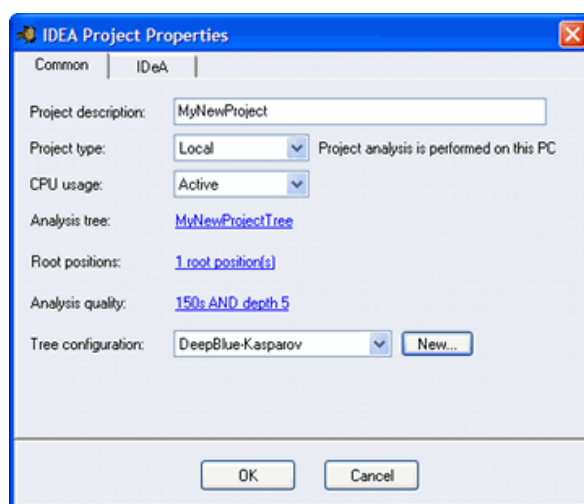 IDEA Project Properties
Common IDeA
Project description: MyNewProject
Project type: Local Project analysis is performed on this PC
CPU usage: Active
Analysis tree: MyNewProjectTree
Root positions: 1 root position(s)
Analysis quality: 150s AND depth 5
Tree configuration: DeepBlue-Kasparov New...
OK Cancel